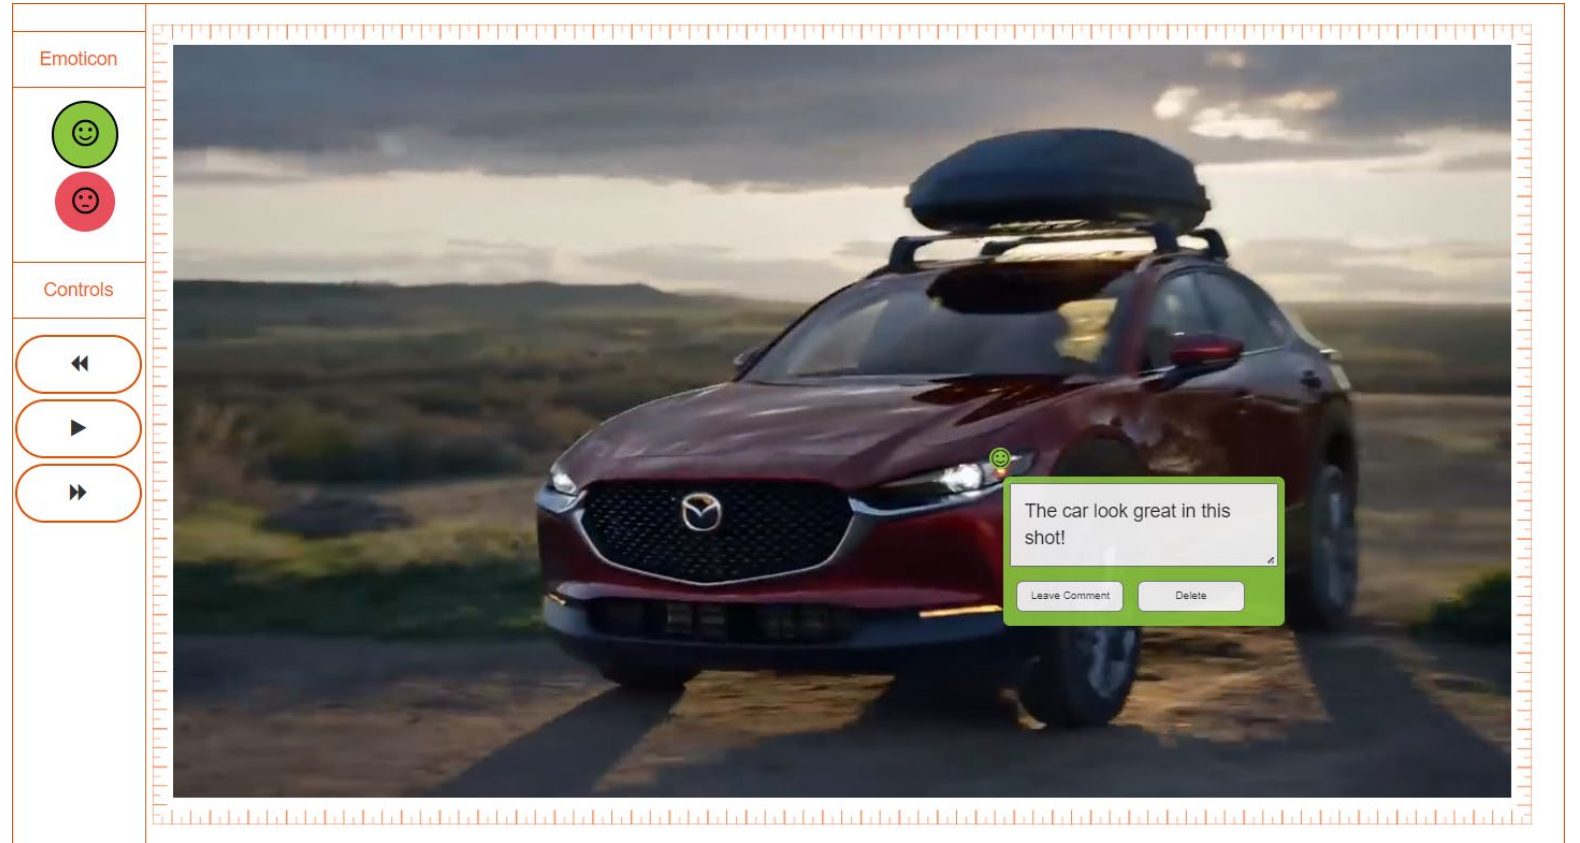 Emoticon
Controls
The car look great in this
shot!
Leave Comment
Delete